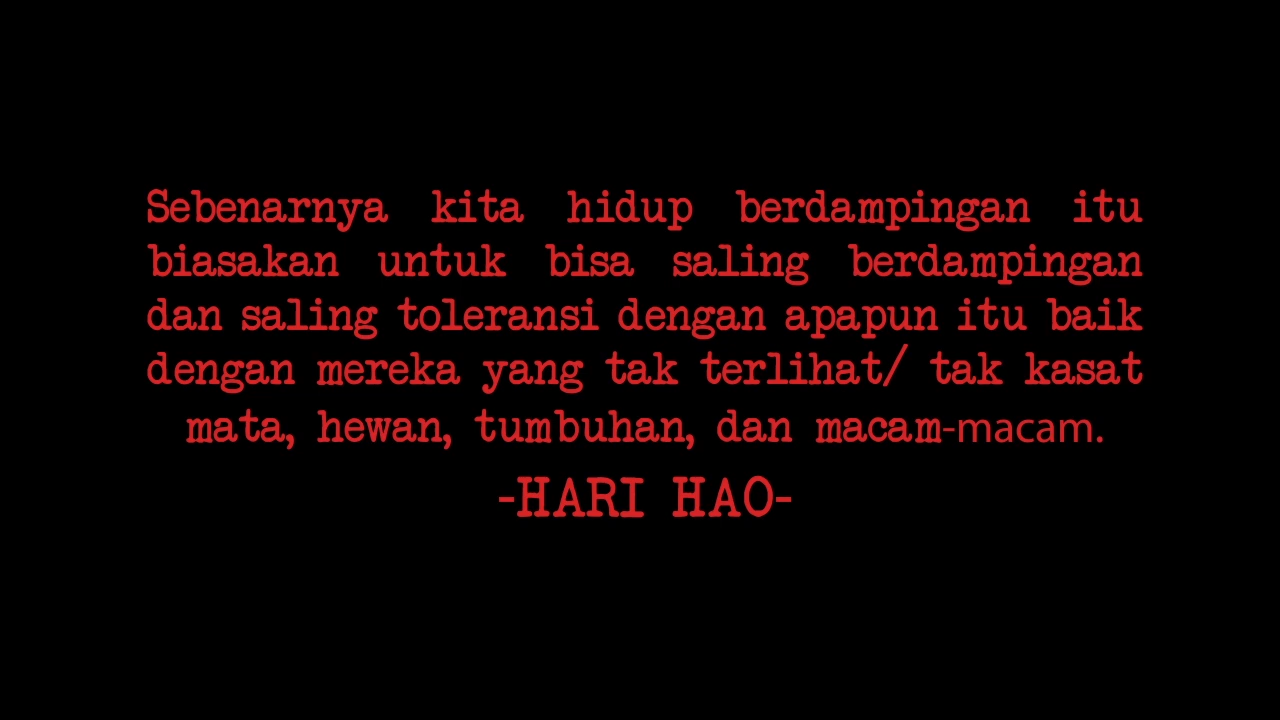 Sebenarnya kita hidup berdampingan itu
biasakan untuk bisa saling berdampingan
dan saling toleransi dengan apapun itu baik
dengan mereka yang tak terlihat/ tak kasat
mata, hewan, tumbuhan, dan macam-macam.
-HARI HAO-